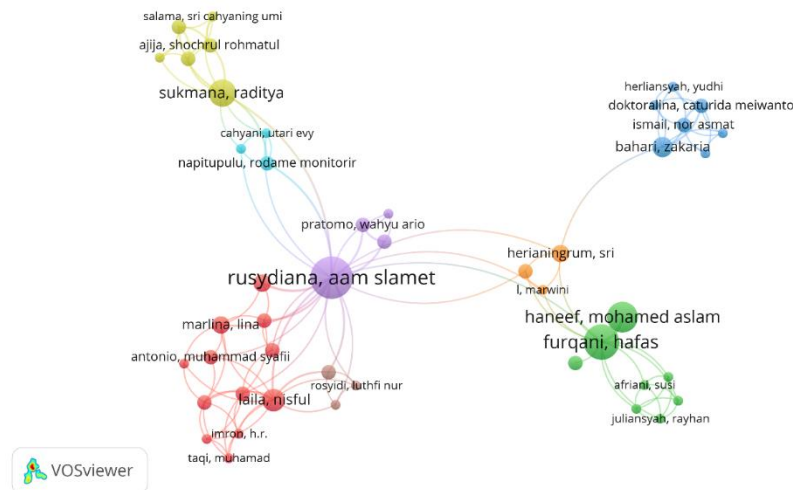 salama, sri cahyaning umi
ajija, shochrul rohmatul
sukmana, raditya
cahyani, utari evy
napitupulu, rodame monitorir
pratomo, wahyu ario
rusydiana, aam slamet
marlina, lina
antonio, muhammad syafii
laila, nisful
rosyidi, luthfi nur
imron, h.r.
taqi, muhamad
herliansyah, yudhi
doktoralina, caturida meiwanto
ismail, nor asmat
bahari, zakaria
herianingrum, sri
l, marwini
haneef, mohamed aslam
furqani, hafas
afriani, susi
juliansyah, rayhan
VOSviewer